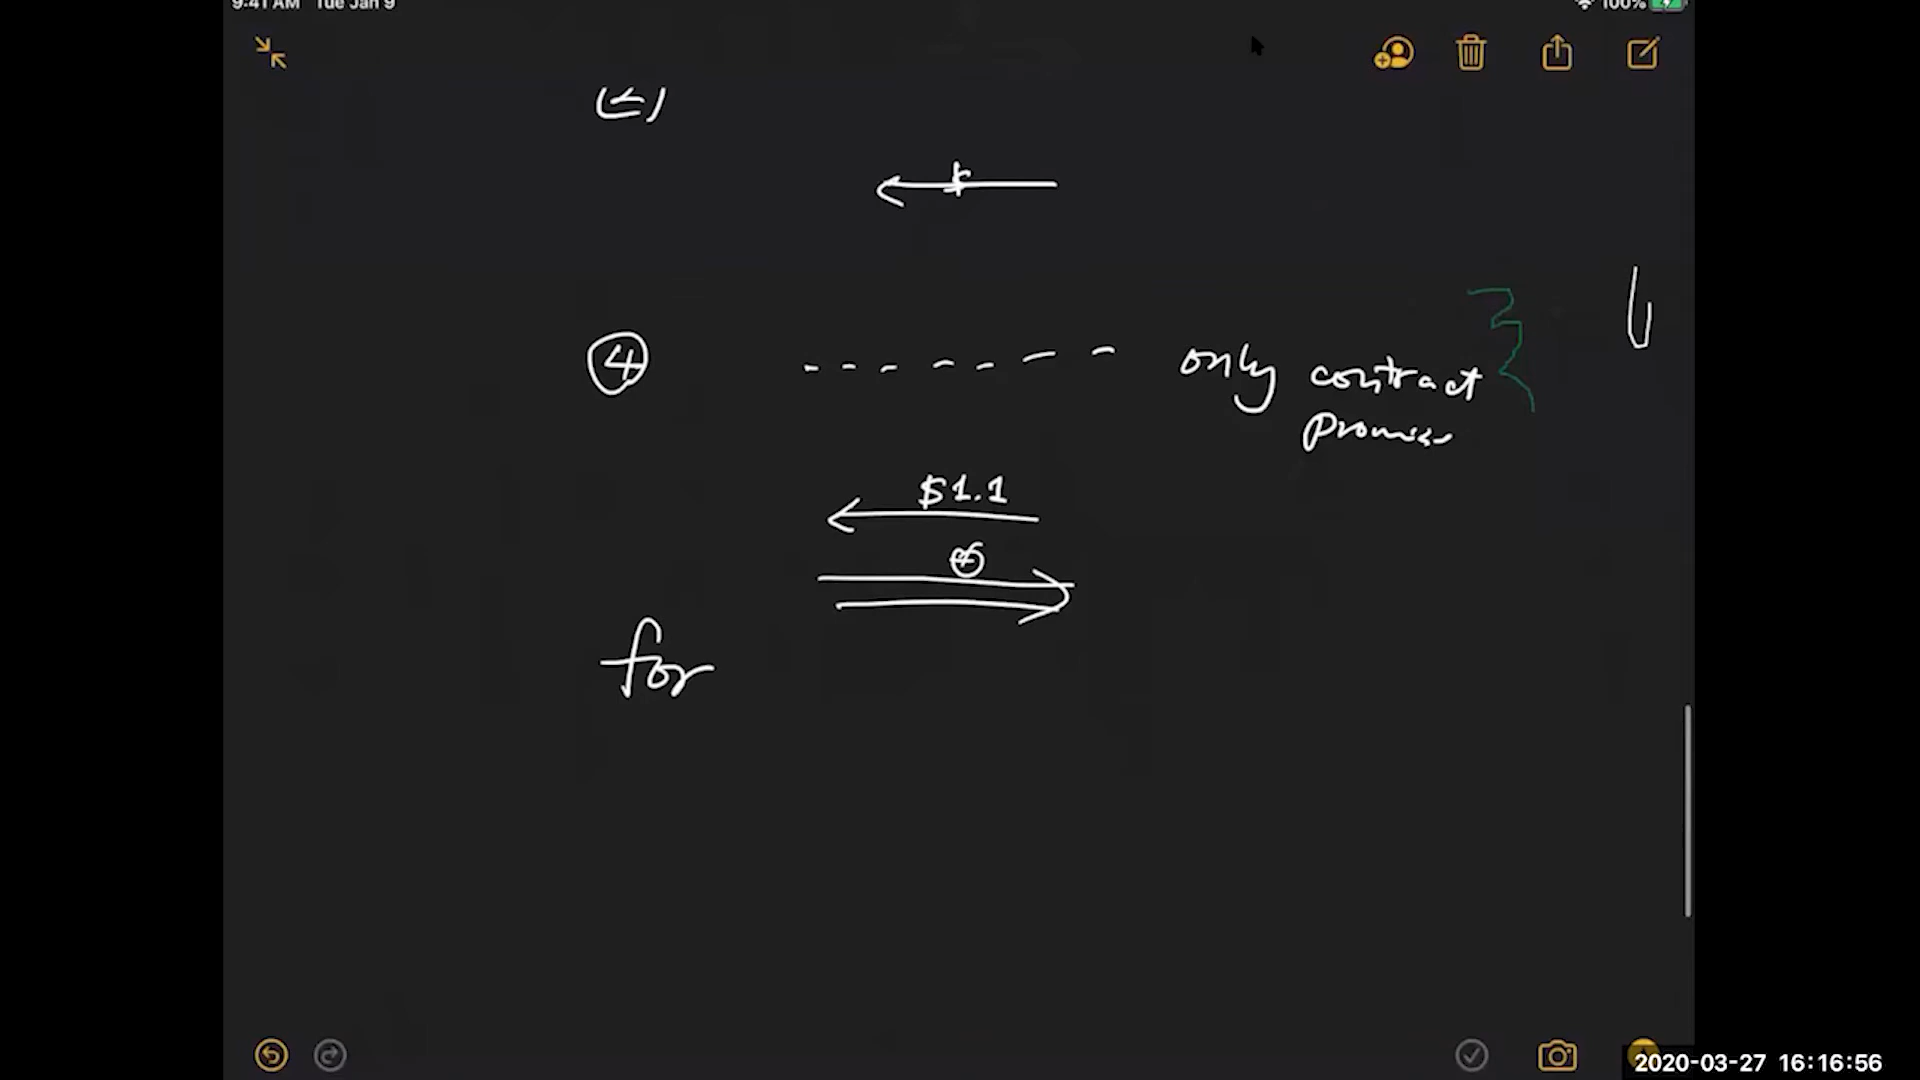 9:41 AM Tue Jan 9
100%
4
only contract
$1.1
for
2020-03-27 16:16:56